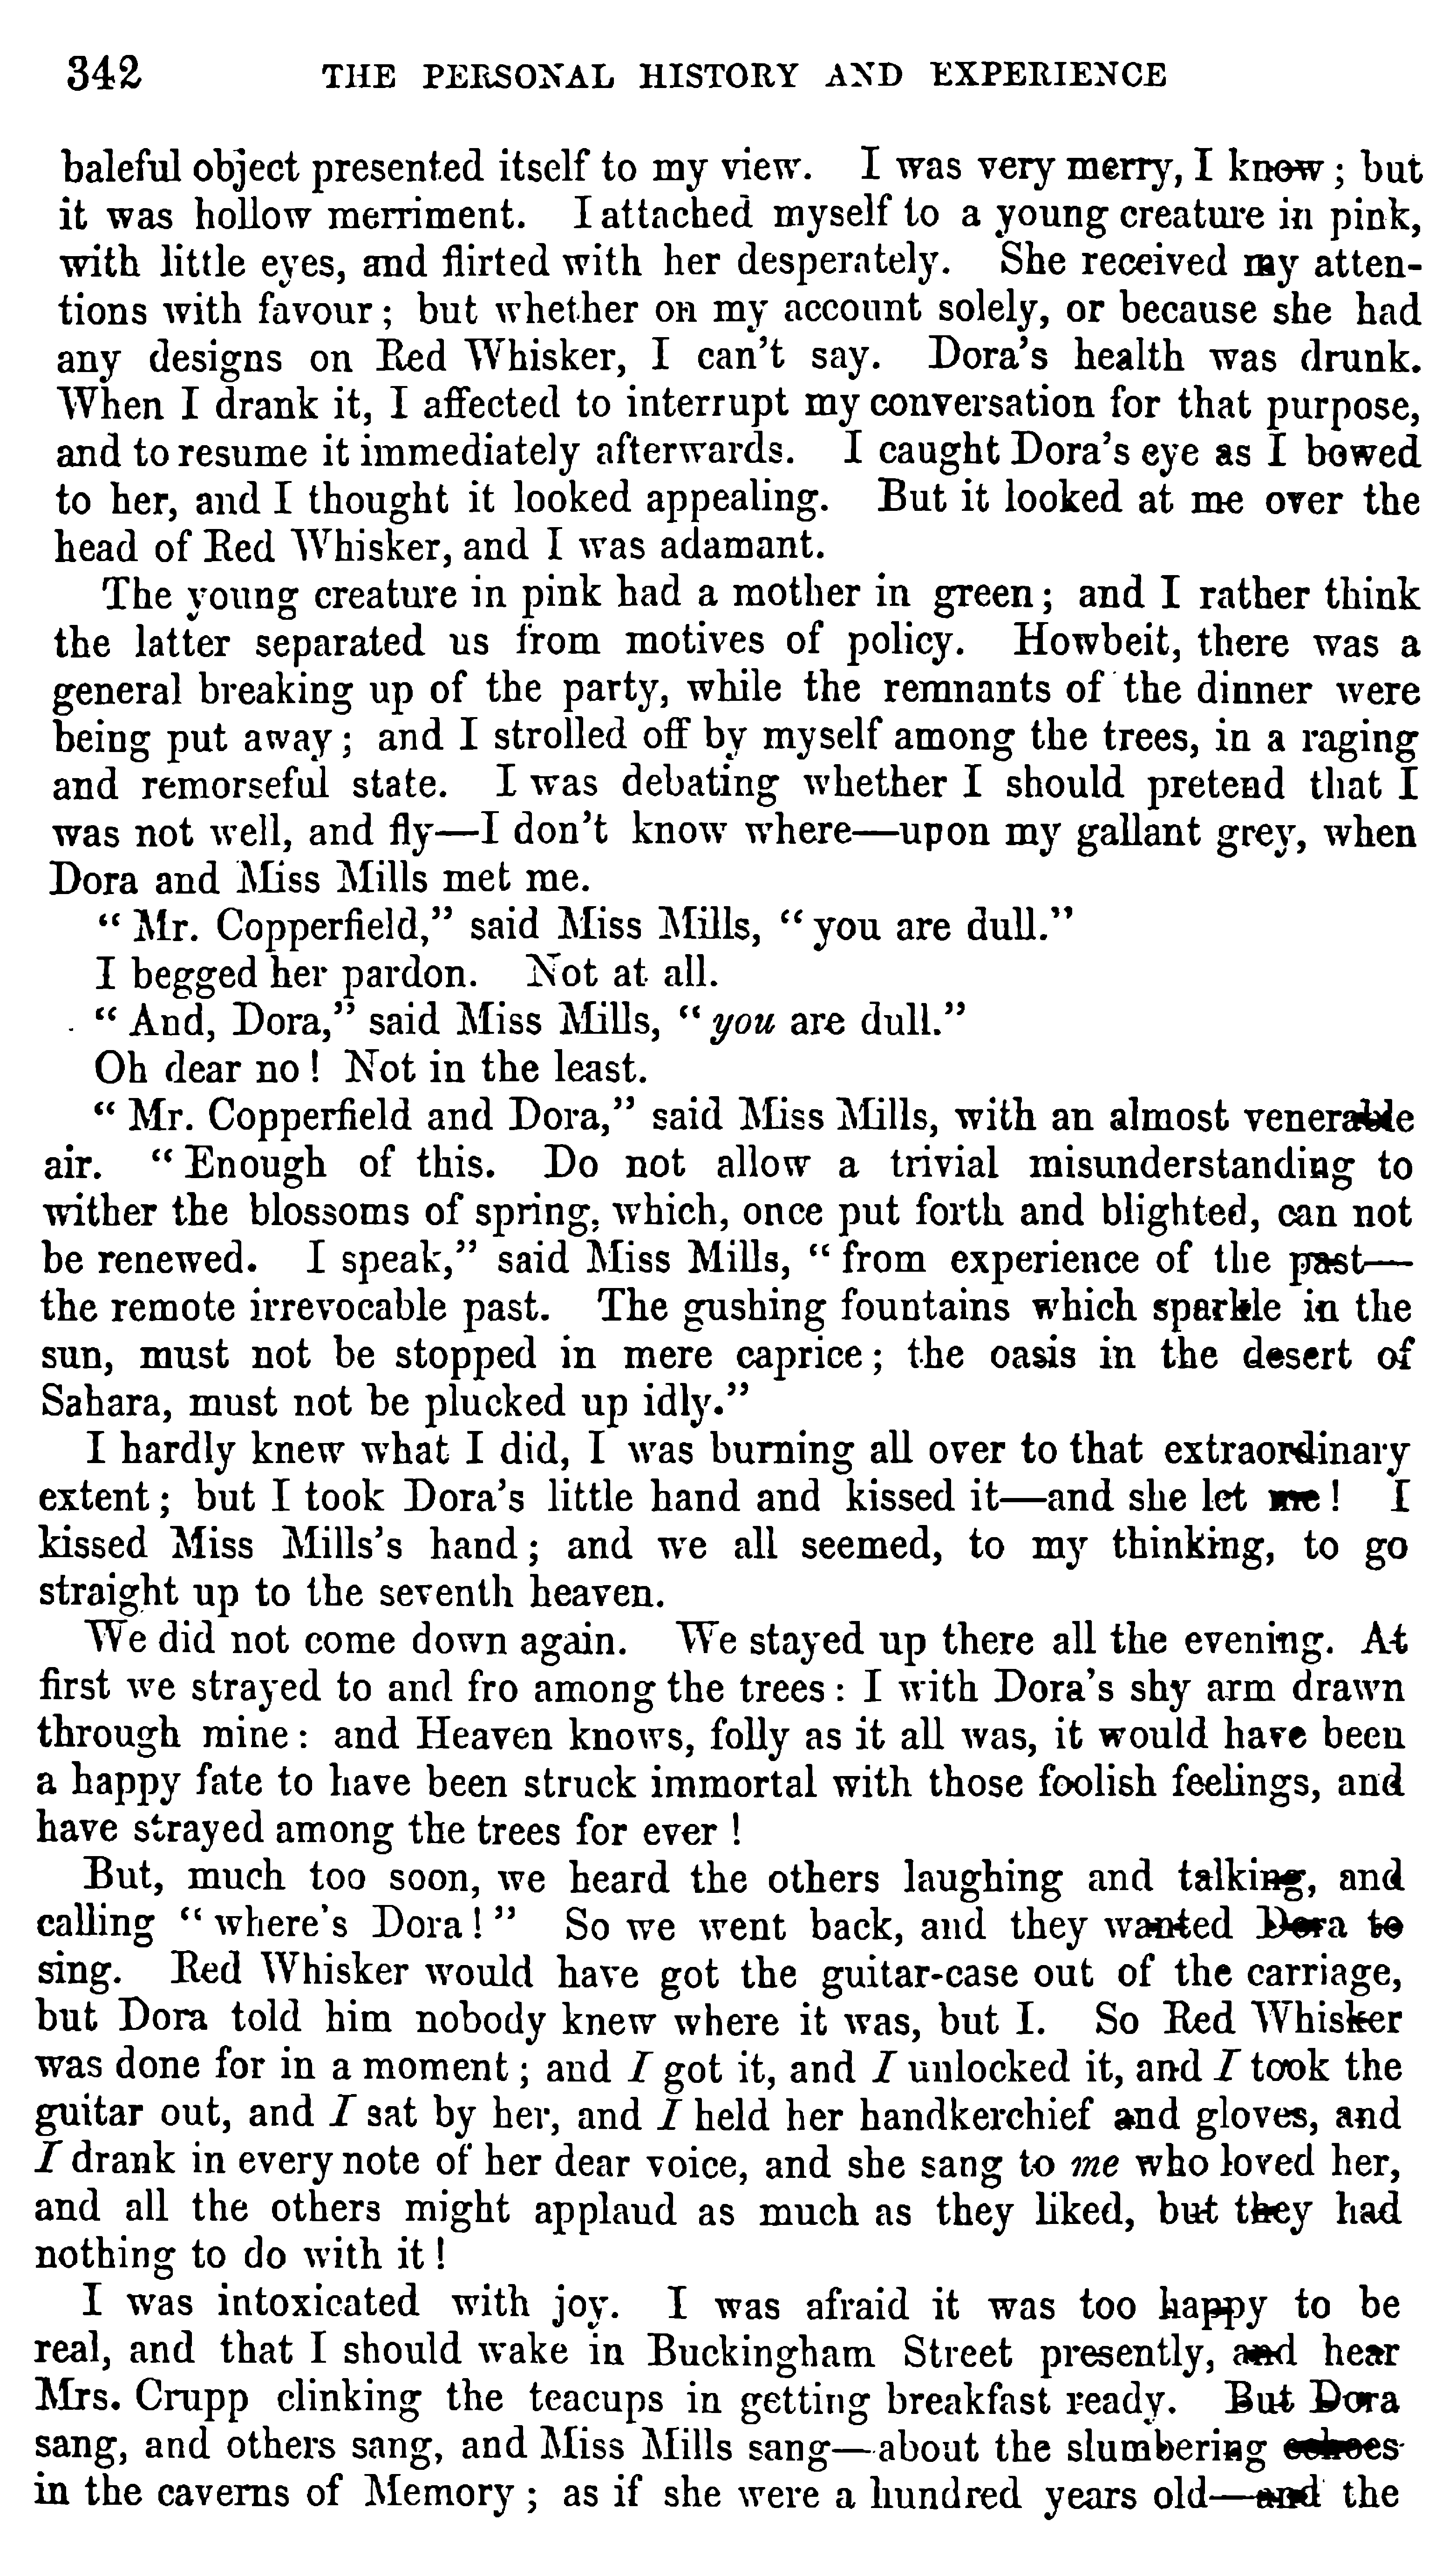 342 THE PERSONAL HISTORY AND EXPERIENCE
baleful object presented itself to my view. I was very merry, I know; but
it was hollow merriment. I attached myself to a young creature in pink,
with little eyes, and flirted with her desperately. She received my atten-
tions with favour; but whether on my account solely, or because she had
any designs on Red Whisker, I can't say. Dora's health was drunk.
When I drank it, I affected to interrupt my conversation for that purpose,
and to resume it immediately afterwards. I caught Dora's eye as I bowed
to her, and I thought it looked appealing. But it looked at me over the
head of Red Whisker, and I was adamant.
The young creature in pink had a mother in green; and I rather think
the latter separated us from motives of policy. Howbeit, there was a
general breaking up of the party, while the remnants of the dinner were
being put away; and I strolled off by myself among the trees, in a raging
and remorseful state. I was debating whether I should pretend that I
was not well, and fly—I don't know where—upon my gallant grey, when
Dora and Miss Mills met me.
"Mr. Copperfield," said Miss Mills, "you are dull."
I begged her pardon. Not at all.
"And, Dora," said Miss Mills, "you are dull."
Oh dear no! Not in the least.
"Mr. Copperfield and Dora," said Miss Mills, with an almost venerable
air. "Enough of this. Do not allow a trivial misunderstanding to
wither the blossoms of spring, which, once put forth and blighted, can not
be renewed. I speak," said Miss Mills, "from experience of the past—
the remote irrevocable past. The gushing fountains which sparkle in the
sun, must not be stopped in mere caprice; the oasis in the desert of
Sahara, must not be plucked up idly."
I hardly knew what I did, I was burning all over to that extraordinary
extent; but I took Dora's little hand and kissed it—and she let me! I
kissed Miss Mills's hand; and we all seemed, to my thinking, to go
straight up to the seventh heaven.
We did not come down again. We stayed up there all the evening. At
first we strayed to and fro among the trees: I with Dora's shy arm drawn
through mine: and Heaven knows, folly as it all was, it would have been
a happy fate to have been struck immortal with those foolish feelings, and
have strayed among the trees for ever!
But, much too soon, we heard the others laughing and talking, and
calling "where's Dora!" So we went back, and they wanted Dora to
sing. Red Whisker would have got the guitar-case out of the carriage,
but Dora told him nobody knew where it was, but I. So Red Whisker
was done for in a moment; and I got it, and I unlocked it, and I took the
guitar out, and I sat by her, and I held her handkerchief and gloves, and
I drank in every note of her dear voice, and she sang to me who loved her,
and all the others might applaud as much as they liked, but they had
nothing to do with it!
I was intoxicated with joy. I was afraid it was too happy to be
real, and that I should wake in Buckingham Street presently, and hear
Mrs. Crupp clinking the teacups in getting breakfast ready. But Dora
sang, and others sang, and Miss Mills sang—about the slumbering echoes
in the caverns of Memory; as if she were a hundred years old—and the